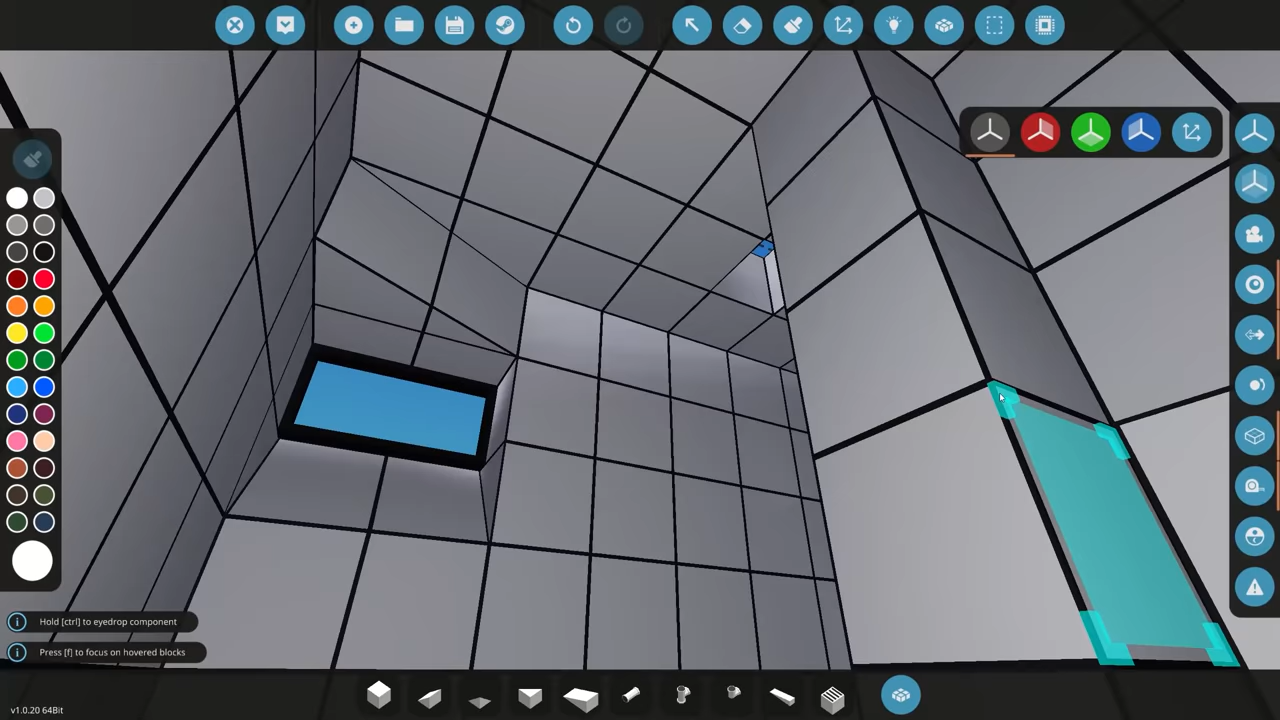 Hold [ctrl] to eyedrop component
Press [f] to focus on hovered blocks
v1.0.20 64Bit